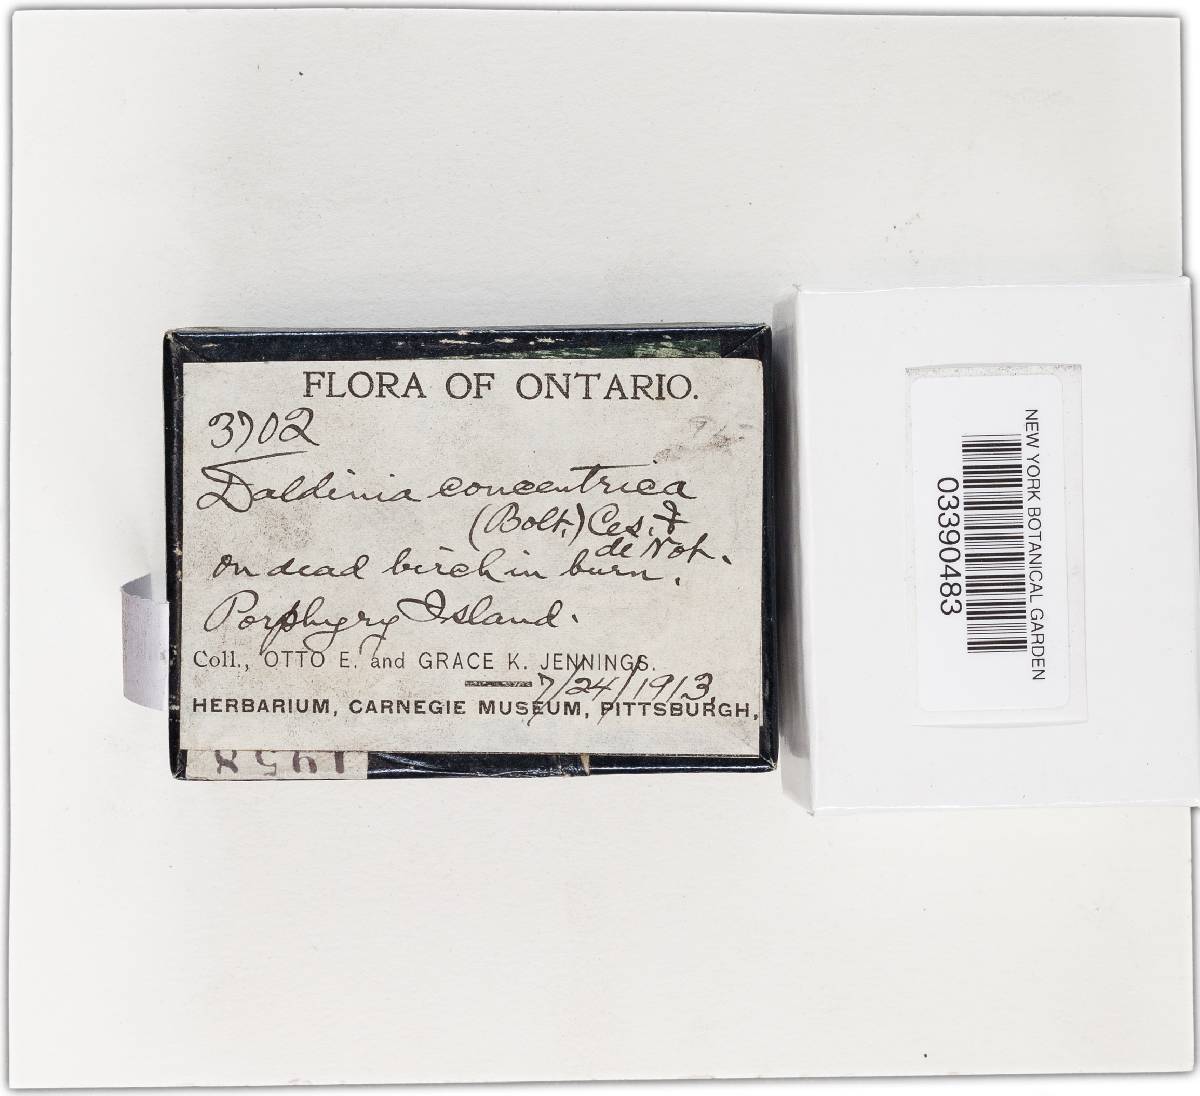 FLORA OF ONTARIO.
3702
Daldinia concentrica
(Bolt.) Ces. &
de Not.
on dead birch in burn.
Porphyry Island.
Coll., OTTO E. and GRACE K. JENNINGS.
7/24/1913.
HERBARIUM, CARNEGIE MUSEUM, PITTSBURGH,
NEW YORK BOTANICAL GARDEN
03390483